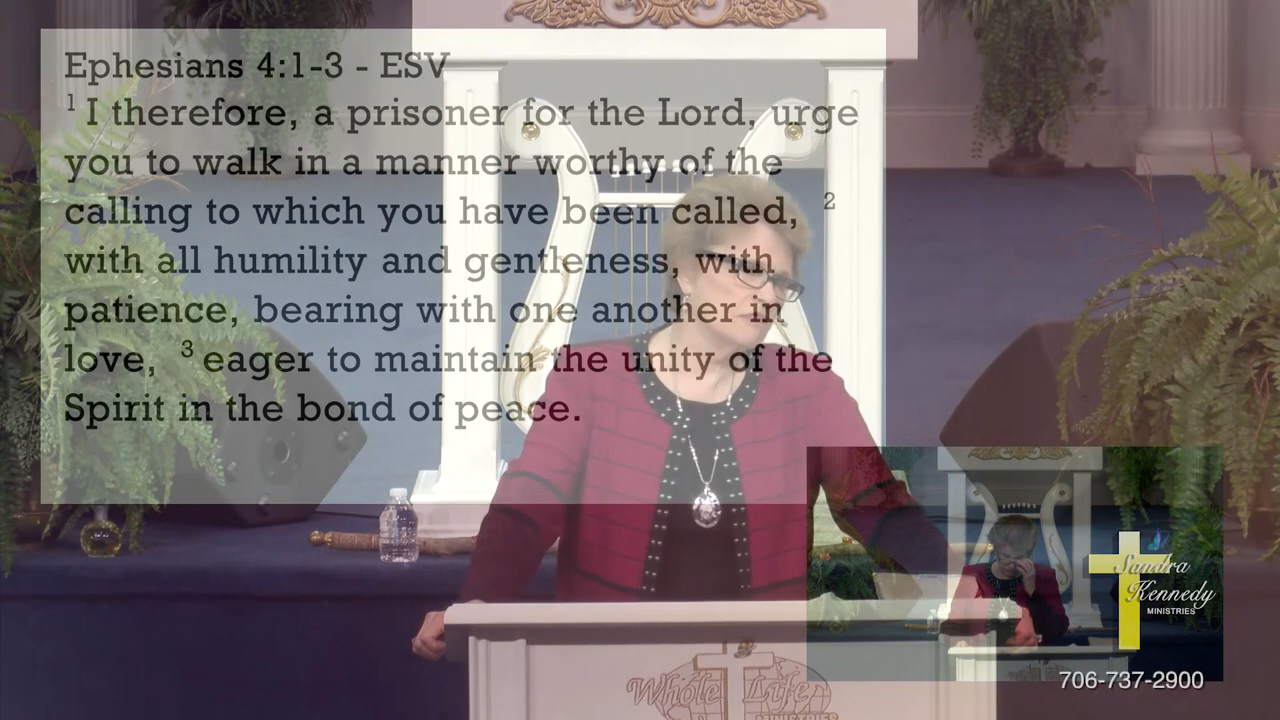 Ephesians 4:1-3 - ESV
1 I therefore, a prisoner for the Lord, urge
you to walk in a manner worthy of the
calling to which you have been called, 2
with all humility and gentleness, with
patience, bearing with one another in
love, 3 eager to maintain the unity of the
Spirit in the bond of peace.
Sandra
Kennedy
MINISTRIES
706-737-2900
Whole Life
MINISTRIES